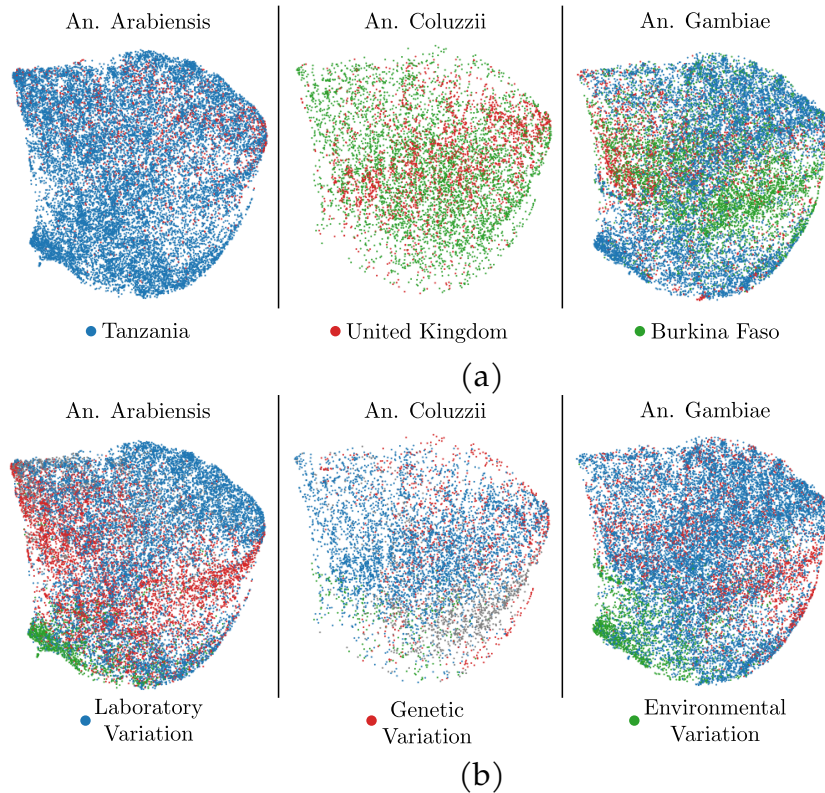 An. Arabiensis
An. Coluzzii
An. Gambiae
Tanzania
United Kingdom
Burkina Faso
(a)
An. Arabiensis
An. Coluzzii
An. Gambiae
Laboratory
Variation
Genetic
Variation
Environmental
Variation
(b)